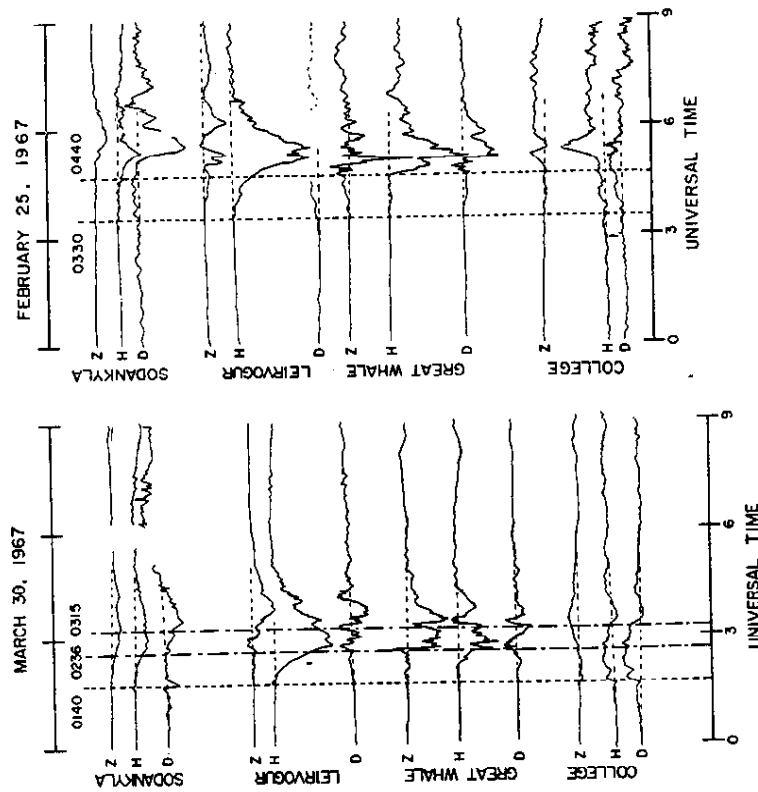 FEBRUARY 25, 1967
0330 0440
Z
H
D
SODANKYLA
Z
H
D
LEIRVOGUR
Z
H
D
GREAT WHALE
Z
H
D
COLLEGE
0 3 6 9
UNIVERSAL TIME
MARCH 30, 1967
0140 0236 0315
Z
H
D
SODANKYLA
Z
H
D
LEIRVOGUR
Z
H
D
GREAT WHALE
Z
H
D
COLLEGE
0 3 6 9
UNIVERSAL TIME